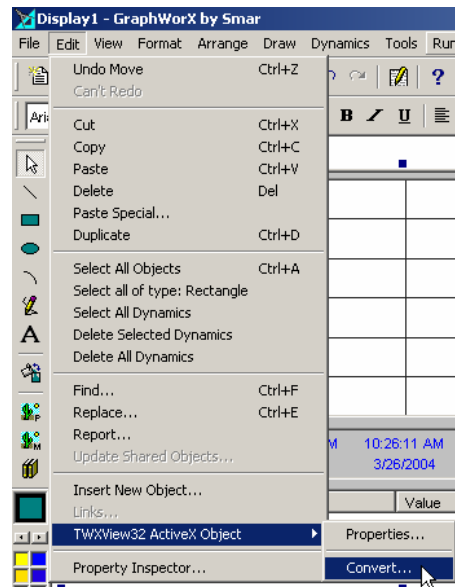 Display1 - GraphWorX by Smar
File Edit View Format Arrange Draw Dynamics Tools Run
?
B I U
Undo Move Ctrl+Z
Can't Redo
Cut Ctrl+X
Copy Ctrl+C
Paste Ctrl+V
Delete Del
Paste Special...
Duplicate Ctrl+D
Select All Objects Ctrl+A
Select all of type: Rectangle
Select All Dynamics
Delete Selected Dynamics
Delete All Dynamics
Find... Ctrl+F
Replace... Ctrl+E
Report...
Update Shared Objects...
Insert New Object...
Links...
TWXView32 ActiveX Object
Property Inspector...
Properties...
Convert...
A
P
M
M 10:26:11 AM
3/26/2004
Value